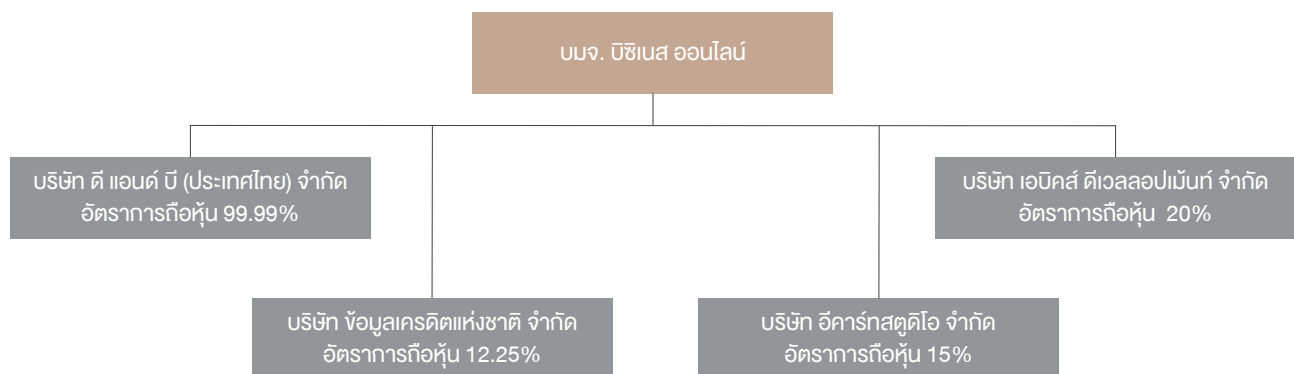 บมจ. บิซิเนส ออนไลน์
บริษัท ดี แอนด์ บี (ประเทศไทย) จำกัด
อัตราการถือหุ้น 99.99%
บริษัท เอบิคส์ ดีเวลลอปเม้นท์ จำกัด
อัตราการถือหุ้น 20%
บริษัท ข้อมูลเครดิตแห่งชาติ จำกัด
อัตราการถือหุ้น 12.25%
บริษัท อีคาร์ทสตูดิโอ จำกัด
อัตราการถือหุ้น 15%